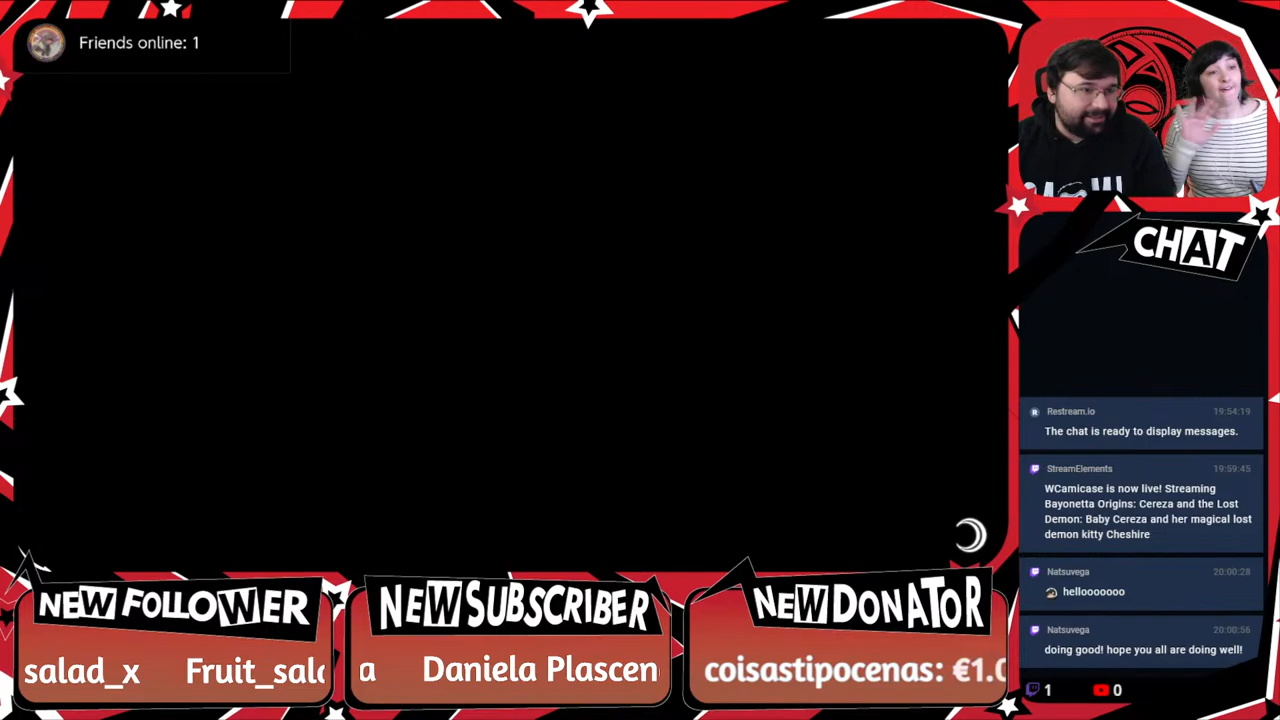 Friends online: 1
CHAT
Restream.io 19:54:19
The chat is ready to display messages.
StreamElements 19:59:45
WCamicase is now live! Streaming
Bayonetta Origins: Cereza and the Lost
Demon: Baby Cereza and her magical lost
demon kitty Cheshire
Natsuvega 20:00:28
hellooooooo
Natsuvega 20:00:56
doing good! hope you all are doing well!
1 0
NEW FOLLOWER
salad_x Fruit_sala
NEW SUBSCRIBER
a Daniela Plascen
NEW DONATOR
coisastipocenas: €1.0